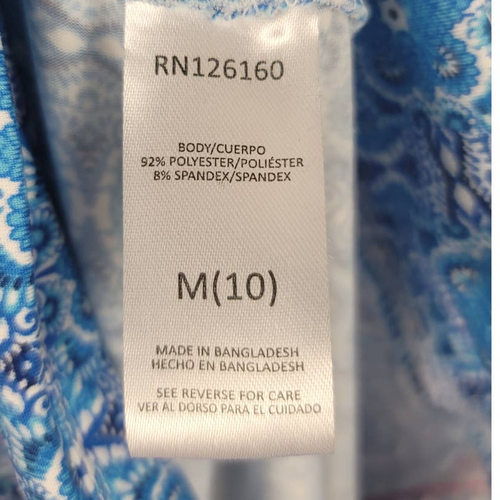 RN126160
BODY/CUERPO
92% POLYESTER/POLIÉSTER
8% SPANDEX/SPANDEX
M(10)
MADE IN BANGLADESH
HECHO EN BANGLADESH
SEE REVERSE FOR CARE
VER AL DORSO PARA EL CUIDADO